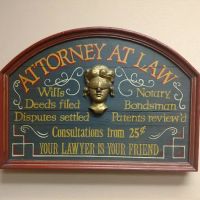 ATTORNEY AT LAW
Wills Notary
Deeds filed Bondsman
Disputes settled Patents review'd
Consultations from 25¢
YOUR LAWYER IS YOUR FRIEND